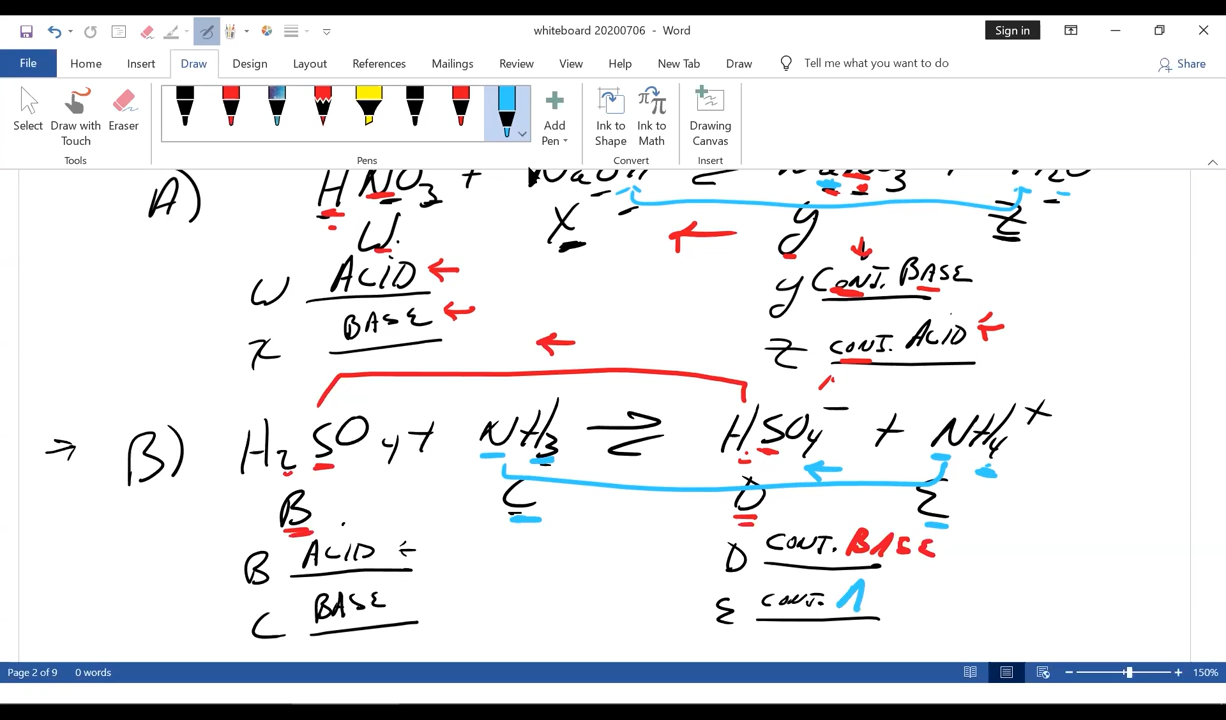 whiteboard 20200706 - Word
Sign in
File Home Insert Draw Design Layout References Mailings Review View Help New Tab Draw Tell me what you want to do Share
Select Draw with Touch Eraser Add Pen Ink to Shape Ink to Math Drawing Canvas
Tools Pens Convert Insert
A) HNO3 + NaOH ⇌
W. X y Z
W ACID y CONJ. BASE
X BASE Z CONJ. ACID
→ B) H2SO4 + NH3 ⇌ HSO4⁻ + NH4⁺
B C D E
B ACID ← D CONJ. BASE
C BASE E CONJ. A
Page 2 of 9 0 words 150%